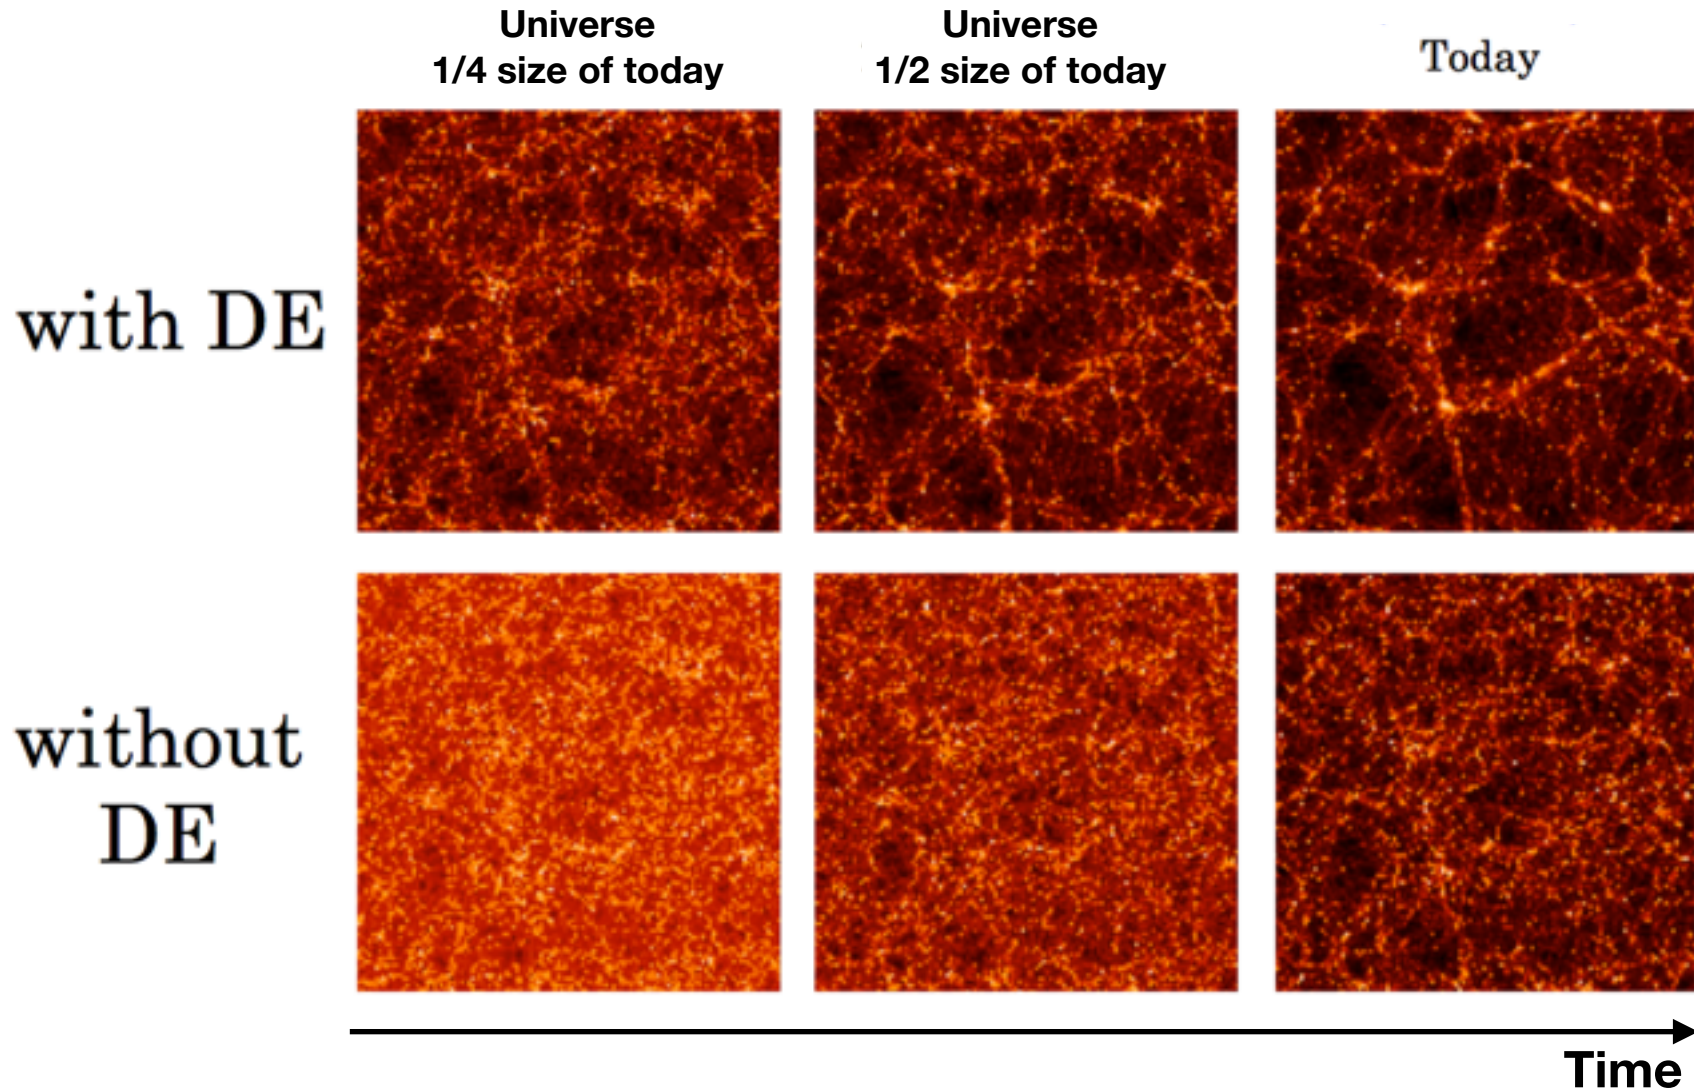 Universe
1/4 size of today
Universe
1/2 size of today
Today
with DE
without
DE
Time